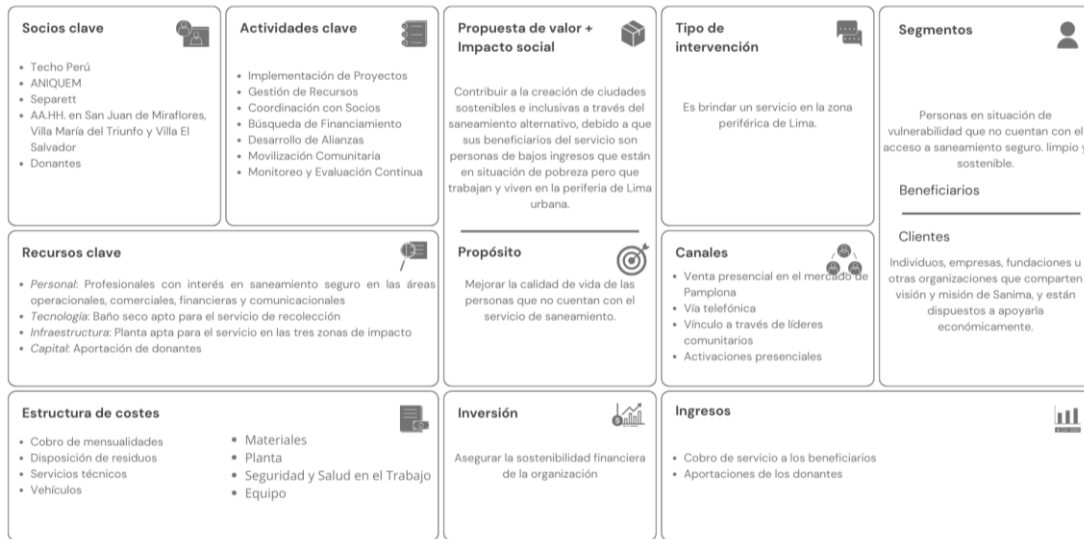 Socios clave
• Techo Perú
• ANIQUEM
• Separett
• AA.HH. en San Juan de Miraflores,
Villa María del Triunfo y Villa El
Salvador
• Donantes
Actividades clave
• Implementación de Proyectos
• Gestión de Recursos
• Coordinación con Socios
• Búsqueda de Financiamiento
• Desarrollo de Alianzas
• Movilización Comunitaria
• Monitoreo y Evaluación Continua
Propuesta de valor +
Impacto social
Contribuir a la creación de ciudades
sostenibles e inclusivas a través del
saneamiento alternativo, debido a que
sus beneficiarios del servicio son
personas de bajos ingresos que están
en situación de pobreza pero que
trabajan y viven en la periferia de Lima
urbana.
Tipo de
intervención
Es brindar un servicio en la zona
periférica de Lima.
Segmentos
Personas en situación de
vulnerabilidad que no cuentan con el
acceso a saneamiento seguro. limpio y
sostenible.
Beneficiarios
Clientes
Individuos, empresas, fundaciones u
otras organizaciones que comparten
visión y misión de Sanima, y están
dispuestos a apoyarla
económicamente.
Recursos clave
• Personal: Profesionales con interés en saneamiento seguro en las áreas
operacionales, comerciales, financieras y comunicacionales
• Tecnología: Baño seco apto para el servicio de recolección
• Infraestructura: Planta apta para el servicio en las tres zonas de impacto
• Capital: Aportación de donantes
Propósito
Mejorar la calidad de vida de las
personas que no cuentan con el
servicio de saneamiento.
Canales
• Venta presencial en el mercado de
Pamplona
• Vía telefónica
• Vínculo a través de líderes
comunitarios
• Activaciones presenciales
Estructura de costes
• Cobro de mensualidades
• Disposición de residuos
• Servicios técnicos
• Vehículos
• Materiales
• Planta
• Seguridad y Salud en el Trabajo
• Equipo
Inversión
Asegurar la sostenibilidad financiera
de la organización
Ingresos
• Cobro de servicio a los beneficiarios
• Aportaciones de los donantes